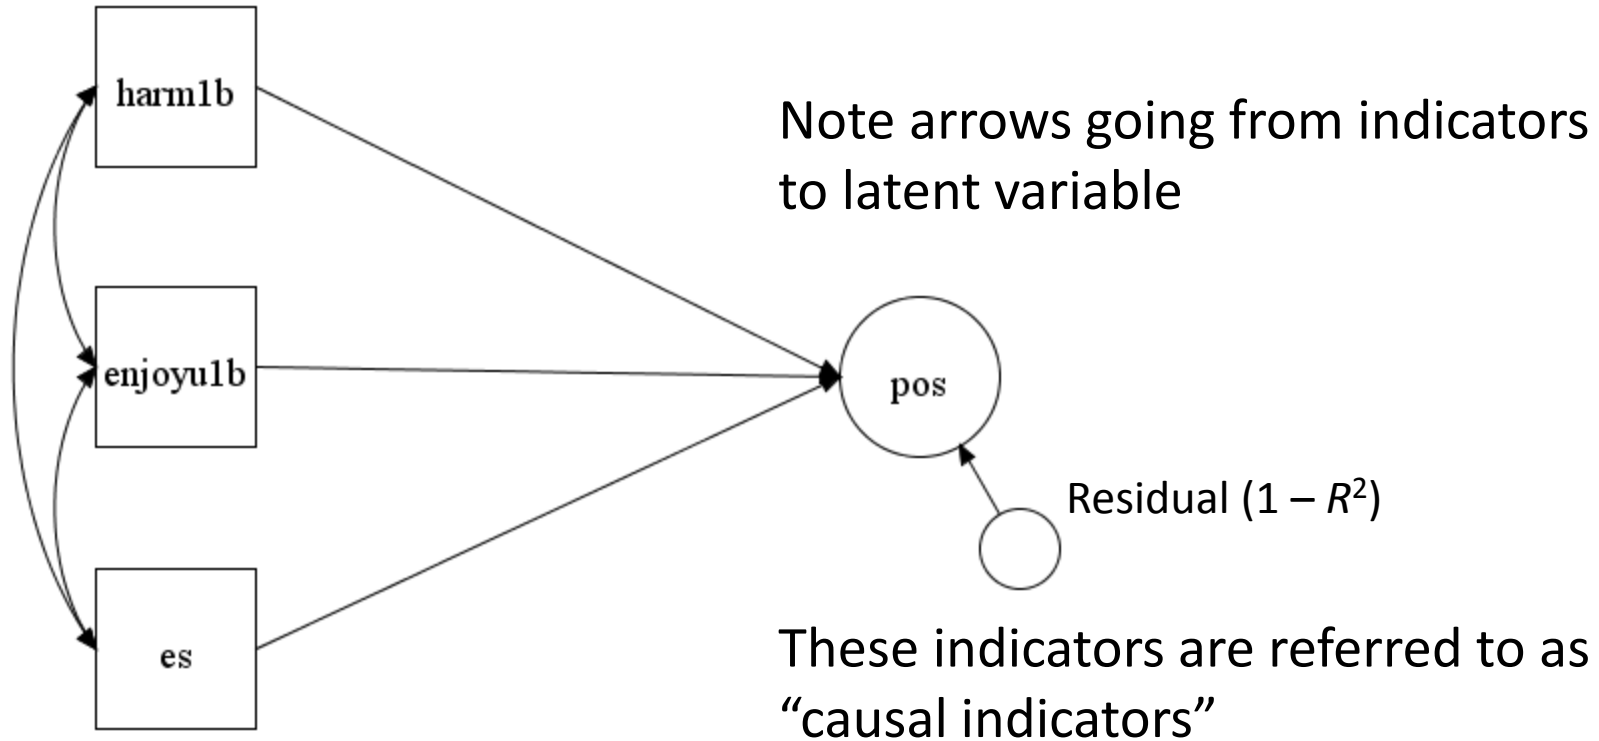 harm1b
Note arrows going from indicators
to latent variable
enjoyu1b
pos
Residual (1 – R²)
es
These indicators are referred to as
“causal indicators”